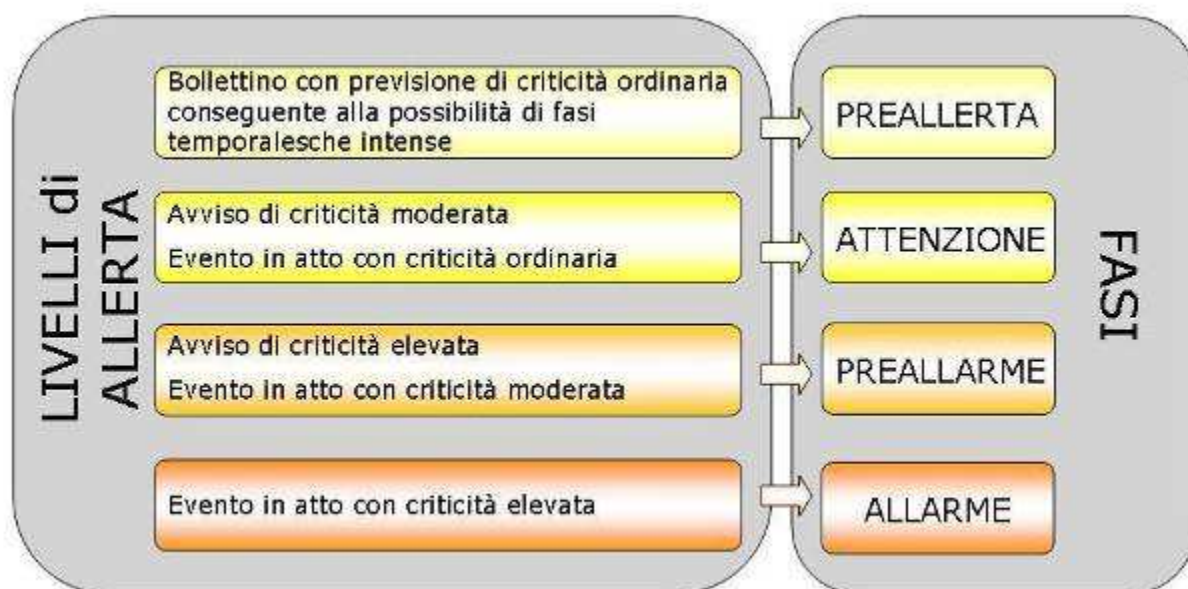 LIVELLI di
ALLERTA
Bollettino con previsione di criticità ordinaria
conseguente alla possibilità di fasi
temporalesche intense
PREALLERTA
Avviso di criticità moderata
Evento in atto con criticità ordinaria
ATTENZIONE
Avviso di criticità elevata
Evento in atto con criticità moderata
PREALLARME
Evento in atto con criticità elevata
ALLARME
FASI